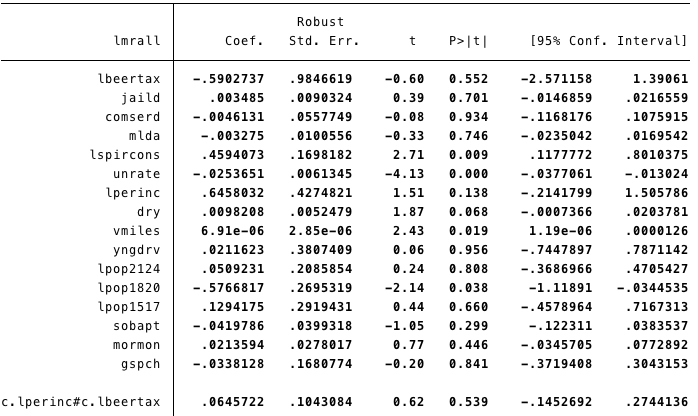 Robust
lmrall Coef. Std. Err. t P>|t| [95% Conf. Interval]
lbeertax -.5902737 .9846619 -0.60 0.552 -2.571158 1.39061
jaild .003485 .0090324 0.39 0.701 -.0146859 .0216559
comserd -.0046131 .0557749 -0.08 0.934 -.1168176 .1075915
mlda -.003275 .0100556 -0.33 0.746 -.0235042 .0169542
lspircons .4594073 .1698182 2.71 0.009 .1177772 .8010375
unrate -.0253651 .0061345 -4.13 0.000 -.0377061 -.013024
lperinc .6458032 .4274821 1.51 0.138 -.2141799 1.505786
dry .0098208 .0052479 1.87 0.068 -.0007366 .0203781
vmiles 6.91e-06 2.85e-06 2.43 0.019 1.19e-06 .0000126
yngdrv .0211623 .3807409 0.06 0.956 -.7447897 .7871142
lpop2124 .0509231 .2085854 0.24 0.808 -.3686966 .4705427
lpop1820 -.5766817 .2695319 -2.14 0.038 -1.11891 -.0344535
lpop1517 .1294175 .2919431 0.44 0.660 -.4578964 .7167313
sobapt -.0419786 .0399318 -1.05 0.299 -.122311 .0383537
mormon .0213594 .0278017 0.77 0.446 -.0345705 .0772892
gspch -.0338128 .1680774 -0.20 0.841 -.3719408 .3043153
c.lperinc#c.lbeertax .0645722 .1043084 0.62 0.539 -.1452692 .2744136